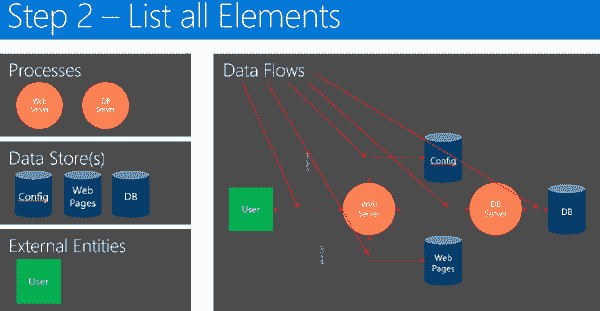 Step 2 – List all Elements
Processes
Web
Server
DB
Server
Data Store(s)
Config
Web
Pages
DB
External Entities
User
Data Flows
Config
User
Web
Server
DB
Server
DB
Web
Pages